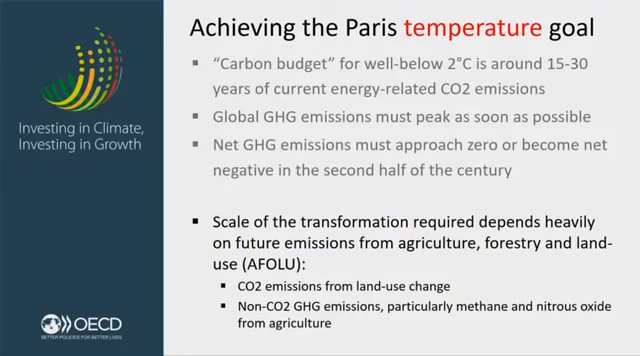 Achieving the Paris temperature goal
Investing in Climate,
Investing in Growth
OECD
BETTER POLICIES FOR BETTER LIVES
▪ “Carbon budget” for well-below 2°C is around 15-30
years of current energy-related CO2 emissions
▪ Global GHG emissions must peak as soon as possible
▪ Net GHG emissions must approach zero or become net
negative in the second half of the century
▪ Scale of the transformation required depends heavily
on future emissions from agriculture, forestry and land-
use (AFOLU):
▪ CO2 emissions from land-use change
▪ Non-CO2 GHG emissions, particularly methane and nitrous oxide
from agriculture